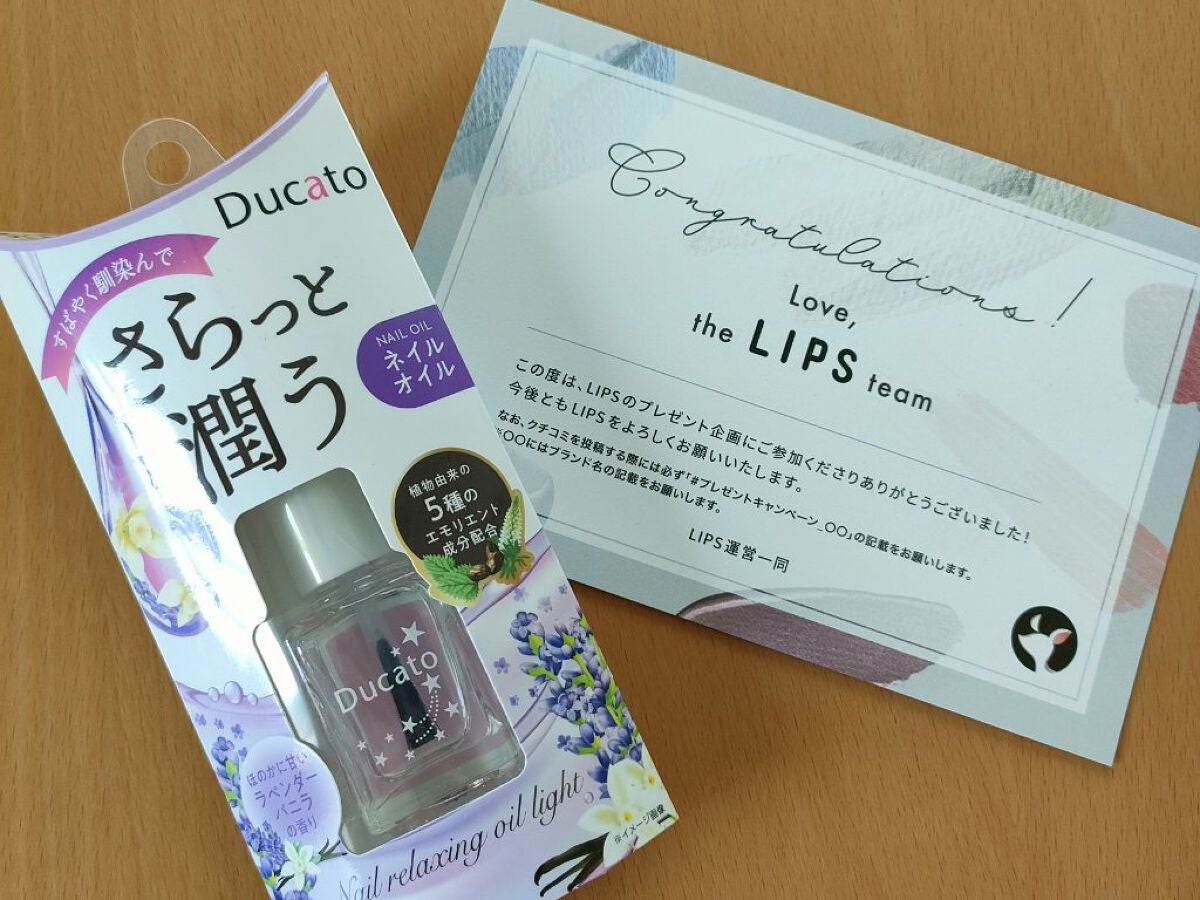 Ducato
すばやく馴染んで
さらっと
潤う
NAIL OIL
ネイル
オイル
植物由来の
5種の
エモリエント
成分配合
Ducato
ほのかに甘い
ラベンダー
バニラ
の香り
Nail relaxing oil light
※イメージ画像
Congratulations!
Love,
the LIPS team
この度は、LIPSのプレゼント企画にご参加くださりありがとうございました!
今後ともLIPSをよろしくお願いいたします。
なお、クチコミを投稿する際には必ず「#プレゼントキャンペーン_〇〇」の記載をお願いします。
※〇〇にはブランド名の記載をお願いします。
LIPS運営一同